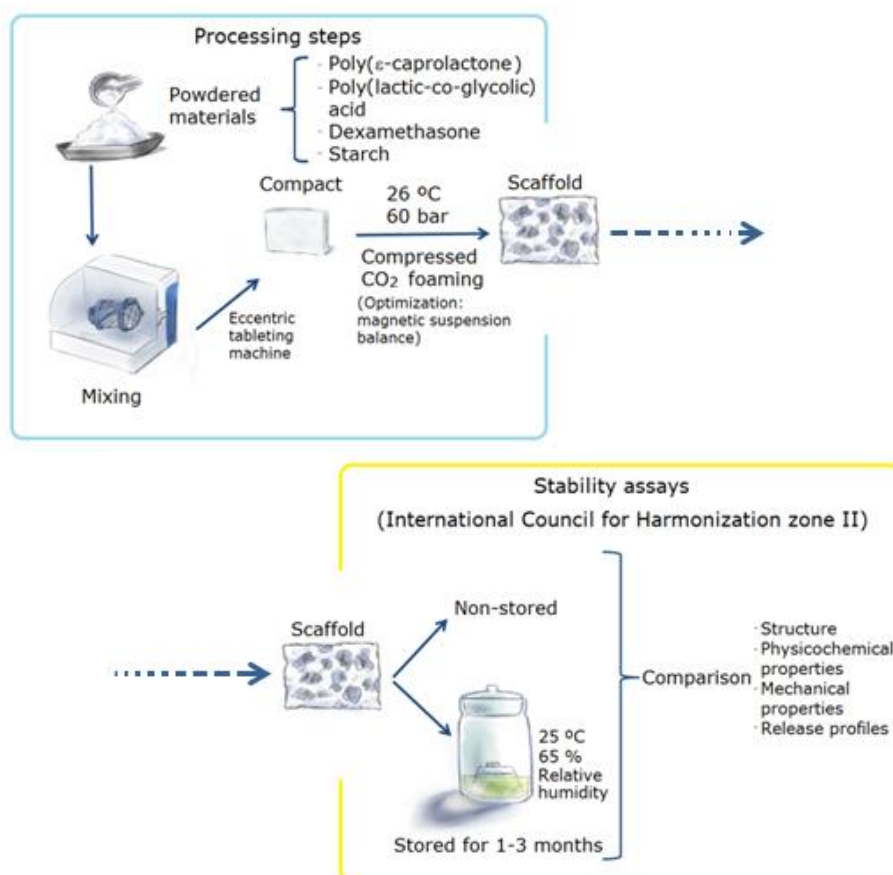 Processing steps
Powdered
materials
· Poly(ε-caprolactone)
· Poly(lactic-co-glycolic)
acid
· Dexamethasone
· Starch
Compact
26 ºC
60 bar
Scaffold
Compressed
CO₂ foaming
(Optimization:
magnetic suspension
balance)
Eccentric
tableting
machine
Mixing
Stability assays
(International Council for Harmonization zone II)
Non-stored
Scaffold
25 ºC
65 %
Relative
humidity
Stored for 1-3 months
Comparison
· Structure
· Physicochemical
properties
· Mechanical
properties
· Release profiles